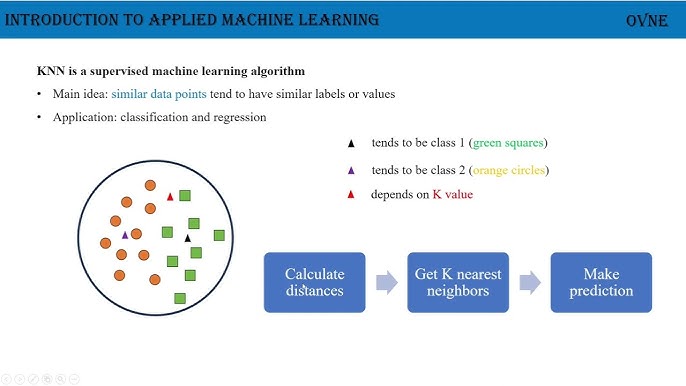 INTRODUCTION TO APPLIED MACHINE LEARNING
OVNE
KNN is a supervised machine learning algorithm
• Main idea: similar data points tend to have similar labels or values
• Application: classification and regression
tends to be class 1 (green squares)
tends to be class 2 (orange circles)
depends on K value
Calculate
distances
Get K nearest
neighbors
Make
prediction